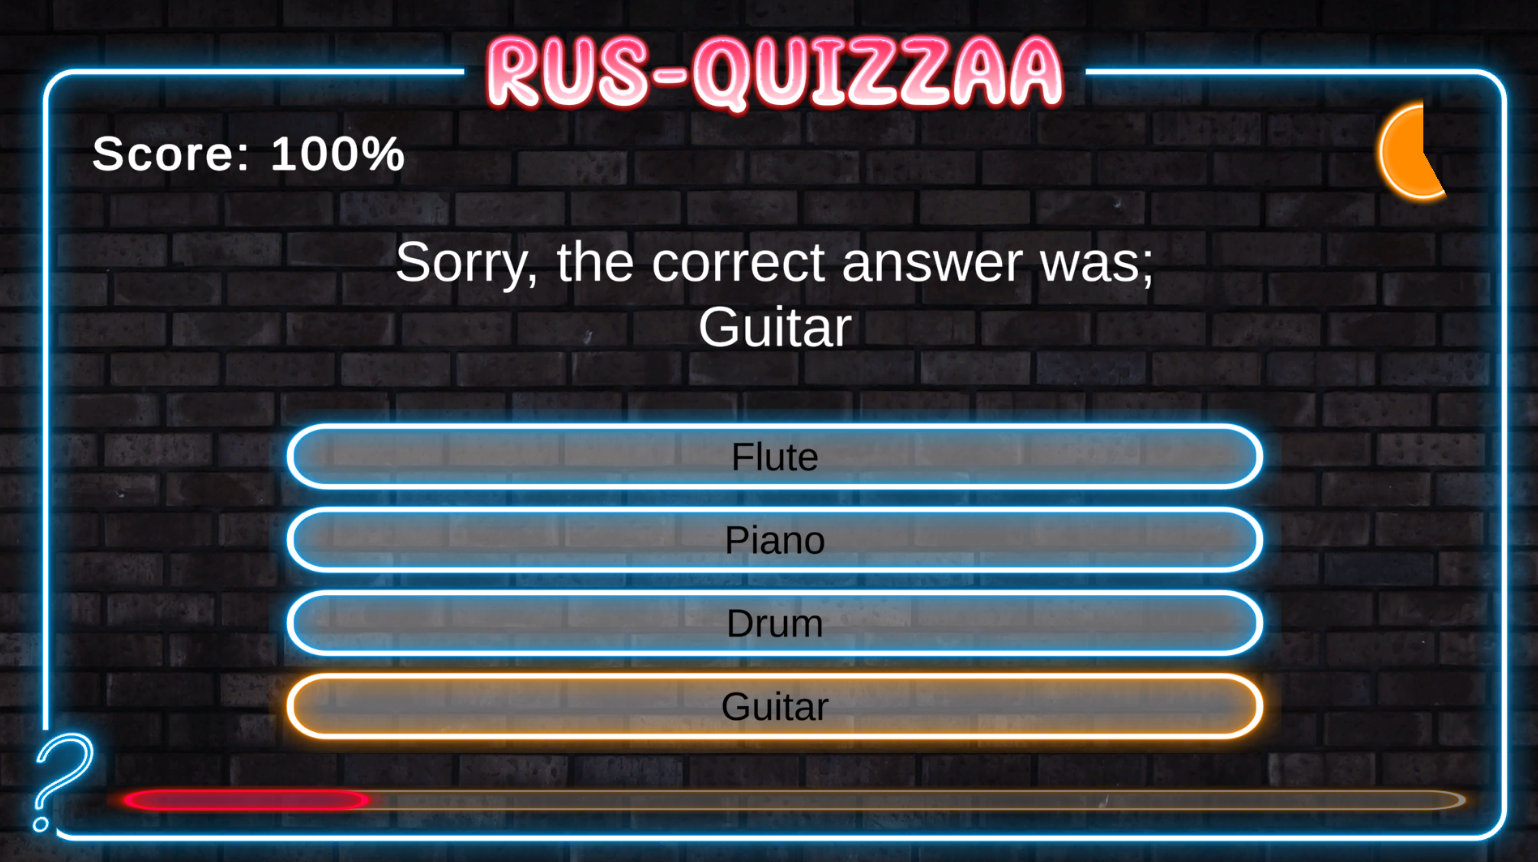 RUS-QUIZZAA
Score: 100%
Sorry, the correct answer was;
Guitar
Flute
Piano
Drum
Guitar
?